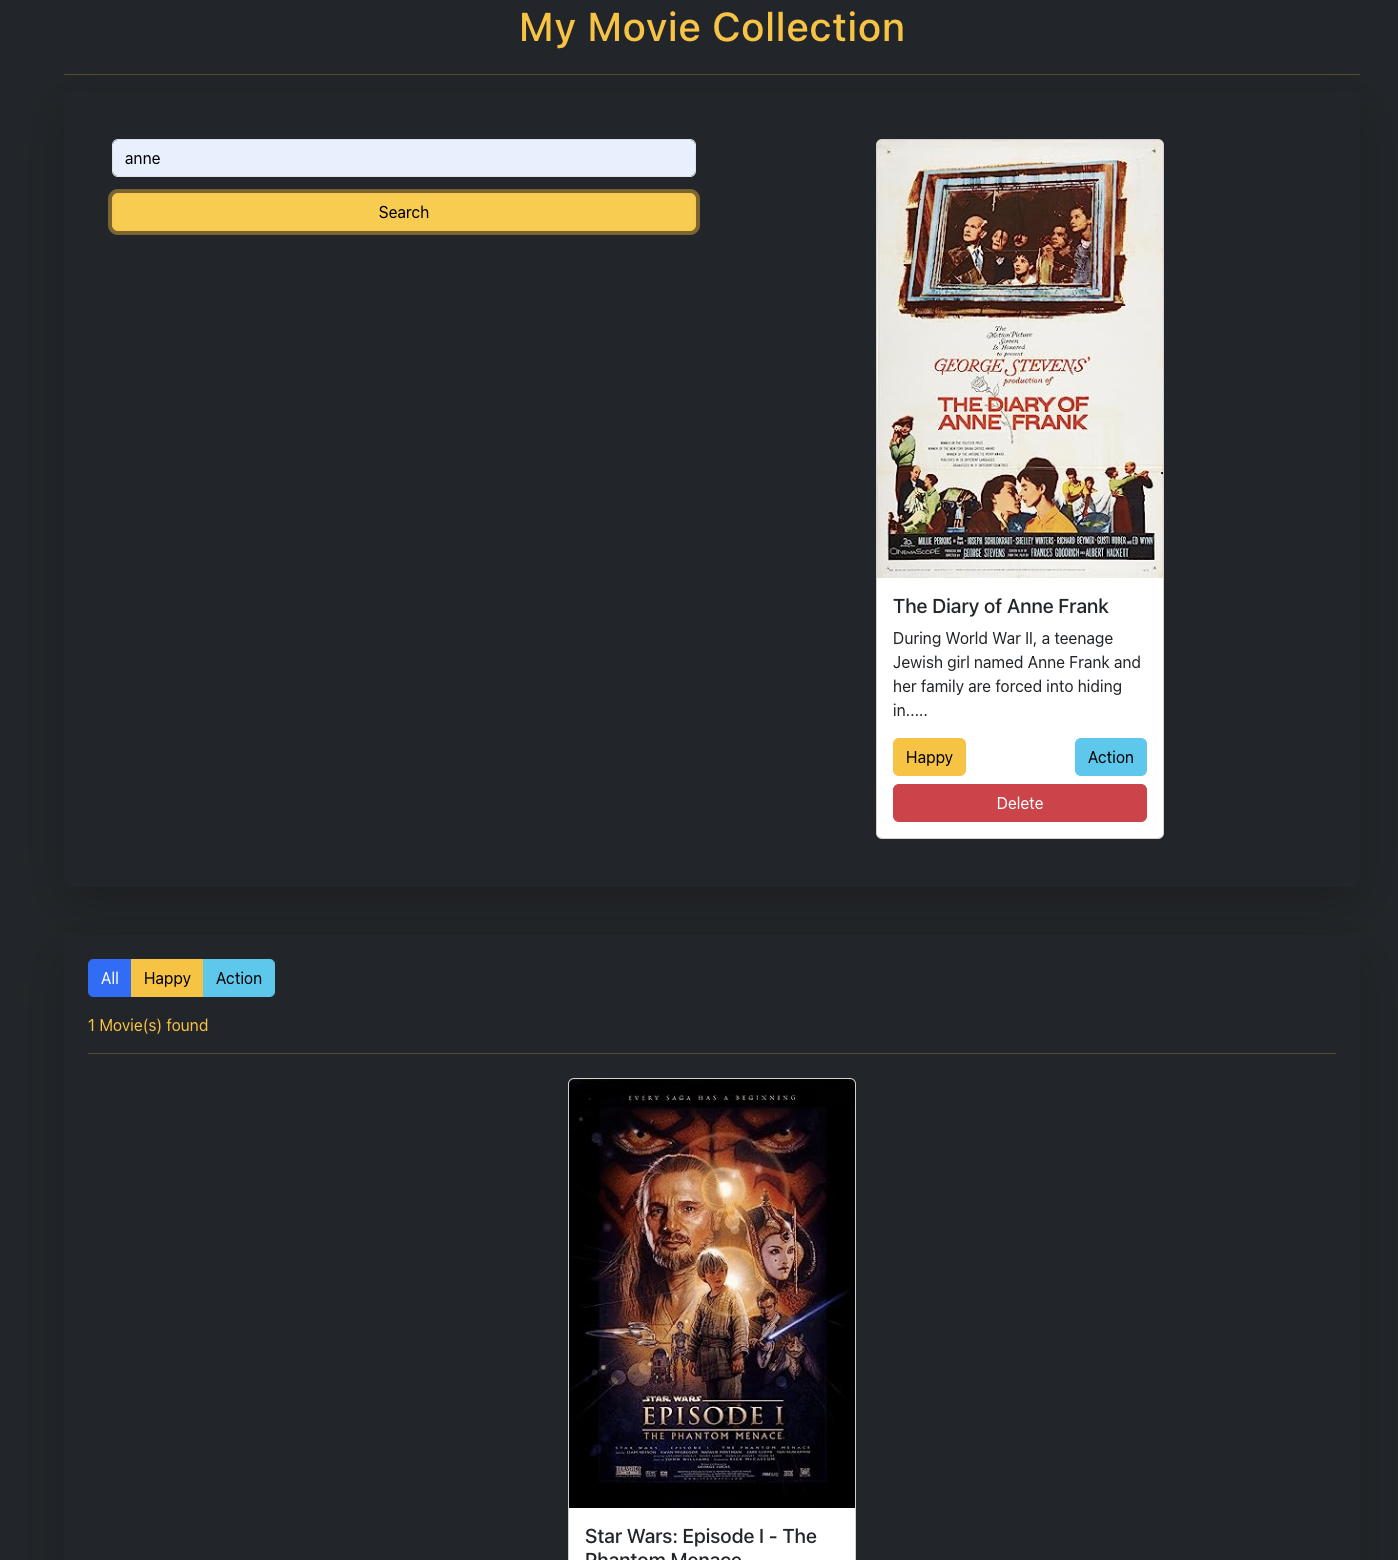 My Movie Collection
anne
Search
The
Motion Picture
Screen
Is Honored
to present
GEORGE STEVENS'
production of
THE DIARY OF
ANNE FRANK
MILLIE PERKINS
JOSEPH SCHILDKRAUT · SHELLEY WINTERS · RICHARD BEYMER · GUSTI HUBER and ED WYNN
CINEMASCOPE
GEORGE STEVENS
FRANCES GOODRICH and ALBERT HACKETT
The Diary of Anne Frank
During World War II, a teenage
Jewish girl named Anne Frank and
her family are forced into hiding
in.....
Happy
Action
Delete
All
Happy
Action
1 Movie(s) found
EVERY SAGA HAS A BEGINNING
STAR WARS
EPISODE I
THE PHANTOM MENACE
Star Wars: Episode I - The
Phantom Menace